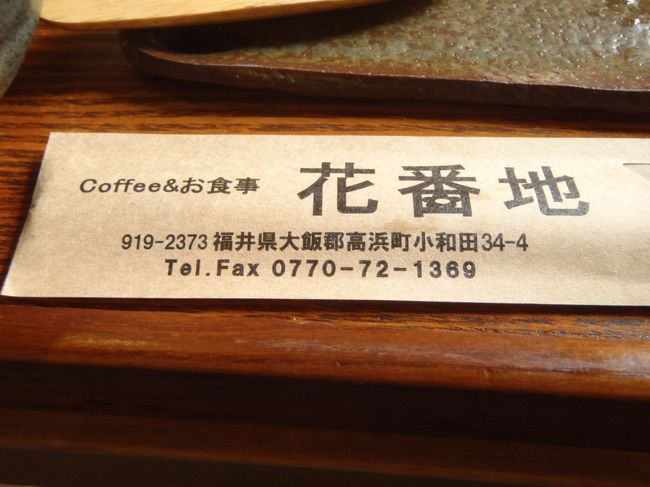 Coffee&お食事 花番地
919-2373 福井県大飯郡高浜町小和田34-4
Tel.Fax 0770-72-1369